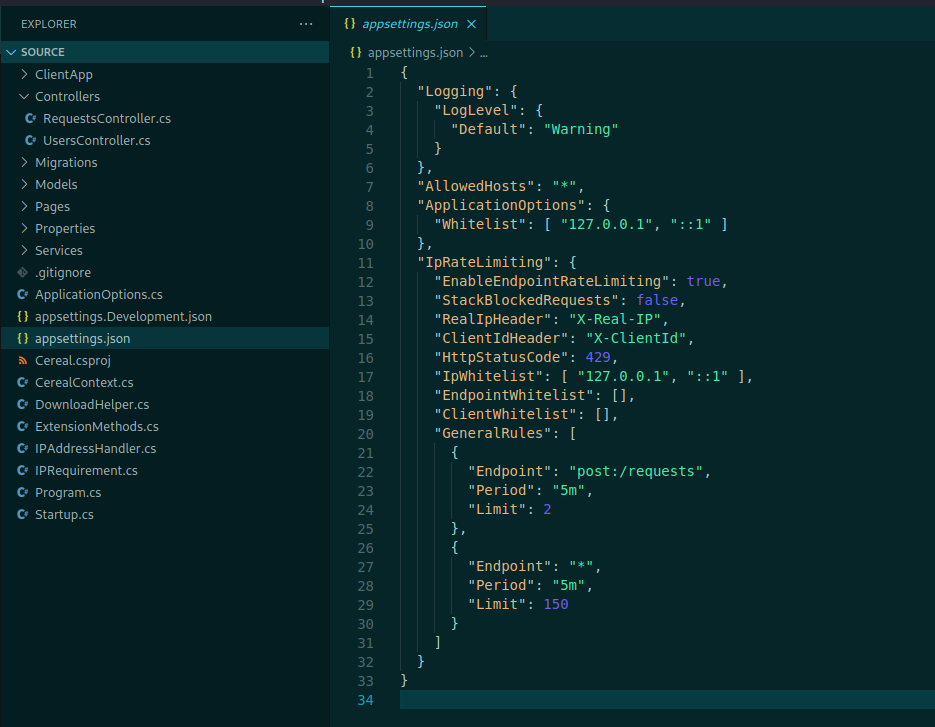 EXPLORER
SOURCE
ClientApp
Controllers
RequestsController.cs
UsersController.cs
Migrations
Models
Pages
Properties
Services
.gitignore
ApplicationOptions.cs
{} appsettings.Development.json
{} appsettings.json
Cereal.csproj
CerealContext.cs
DownloadHelper.cs
ExtensionMethods.cs
IPAddressHandler.cs
IPRequirement.cs
Program.cs
Startup.cs
{} appsettings.json
{} appsettings.json > ...
1 {
2 "Logging": {
3 "LogLevel": {
4 "Default": "Warning"
5 }
6 },
7 "AllowedHosts": "*",
8 "ApplicationOptions": {
9 "Whitelist": [ "127.0.0.1", "::1" ]
10 },
11 "IpRateLimiting": {
12 "EnableEndpointRateLimiting": true,
13 "StackBlockedRequests": false,
14 "RealIpHeader": "X-Real-IP",
15 "ClientIdHeader": "X-ClientId",
16 "HttpStatusCode": 429,
17 "IpWhitelist": [ "127.0.0.1", "::1" ],
18 "EndpointWhitelist": [],
19 "ClientWhitelist": [],
20 "GeneralRules": [
21 {
22 "Endpoint": "post:/requests",
23 "Period": "5m",
24 "Limit": 2
25 },
26 {
27 "Endpoint": "*",
28 "Period": "5m",
29 "Limit": 150
30 }
31 ]
32 }
33 }
34